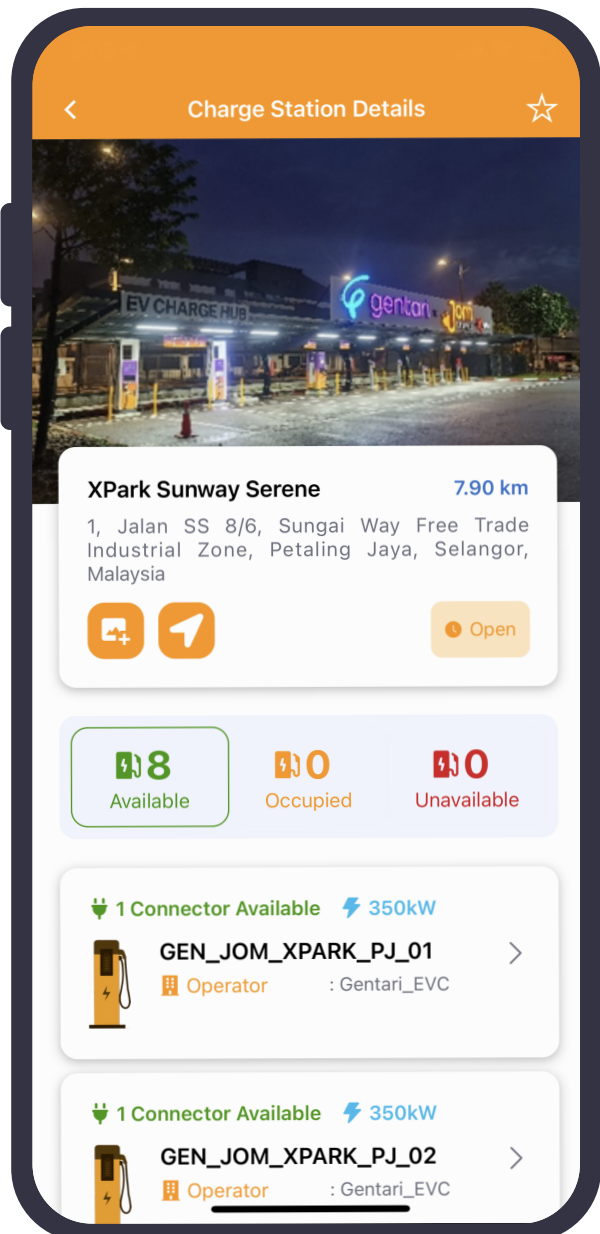 Charge Station Details
EV CHARGE HUB
gentari
Jom
XPark Sunway Serene
7.90 km
1, Jalan SS 8/6, Sungai Way Free Trade
Industrial Zone, Petaling Jaya, Selangor,
Malaysia
Open
8
Available
0
Occupied
0
Unavailable
1 Connector Available
350kW
GEN_JOM_XPARK_PJ_01
Operator : Gentari_EVC
1 Connector Available
350kW
GEN_JOM_XPARK_PJ_02
Operator : Gentari_EVC